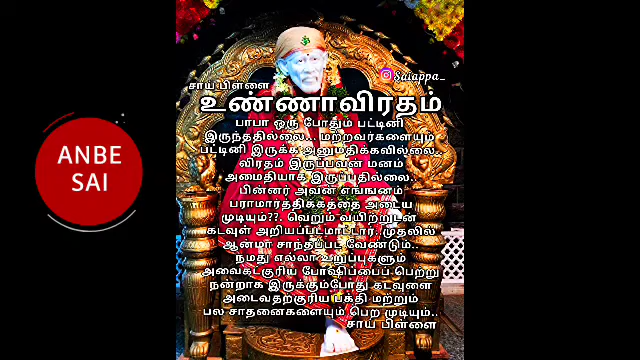 ANBE
SAI
Saiappa_
சாய் பிள்ளை
உண்ணாவிரதம்
பாபா ஒரு போதும் பட்டினி
இருந்ததில்லை... மற்றவர்களையும்
பட்டினி இருக்க அனுமதிக்கவில்லை..
விரதம் இருப்பவன் மனம்
அமைதியாக இருப்பதில்லை..
பின்னர் அவன் எங்ஙனம்
பராமார்த்திகத்தை அடைய
முடியும்??. வெறும் வயிற்றுடன்
கடவுள் அறியப்படமாட்டார். முதலில்
ஆன்மா சாந்தப்பட வேண்டும்..
நமது எல்லா உறுப்புகளும்
அவைகட்குரிய போஷிப்பைப் பெற்று
நன்றாக இருக்கும்போது கடவுளை
அடைவதற்குரிய பக்தி மற்றும்
பல சாதனைகளையும் பெற முடியும்..
சாய் பிள்ளை